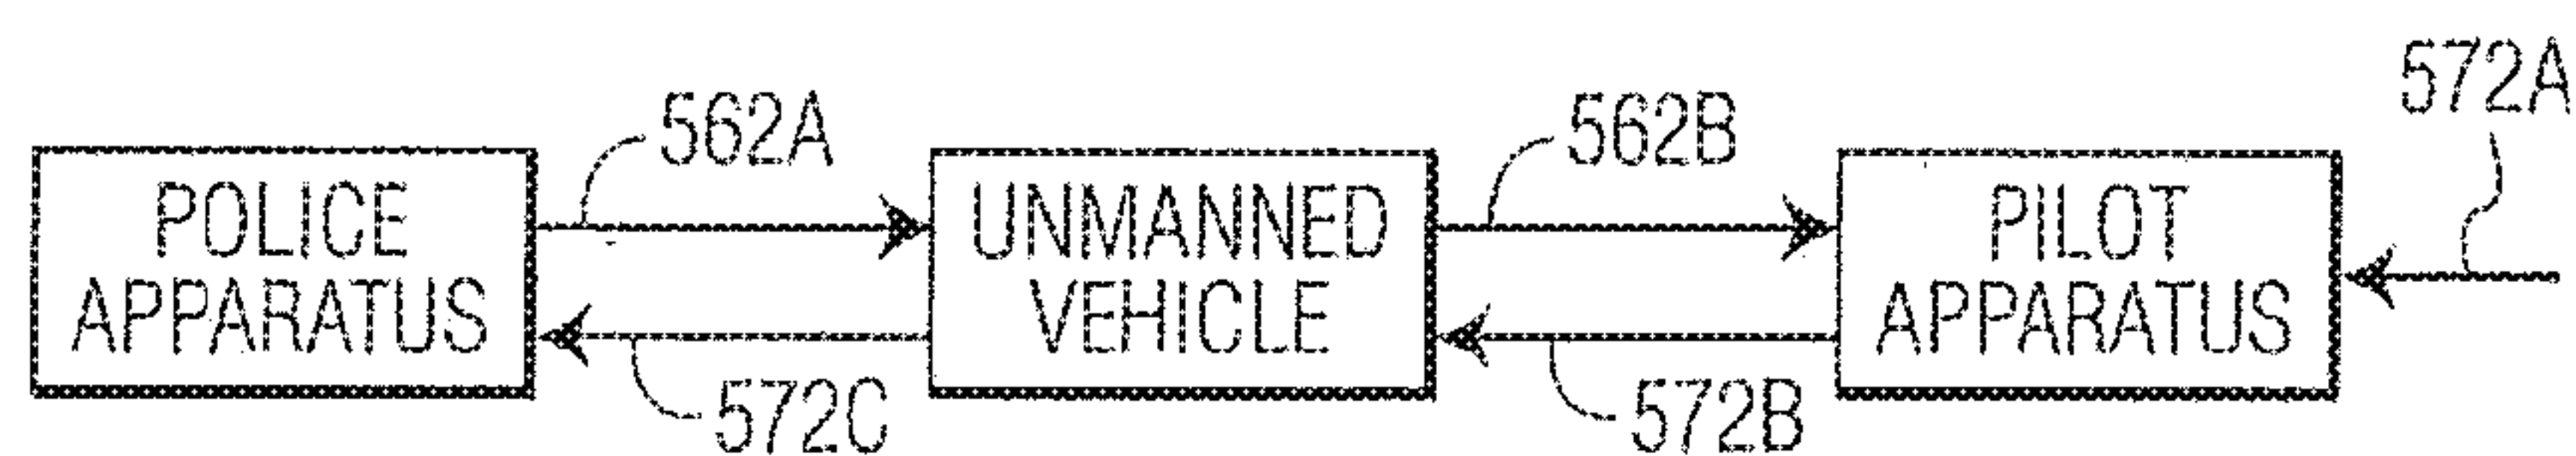 572A
562A
562B
POLICE
APPARATUS
UNMANNED
VEHICLE
PILOT
APPARATUS
572C
572B